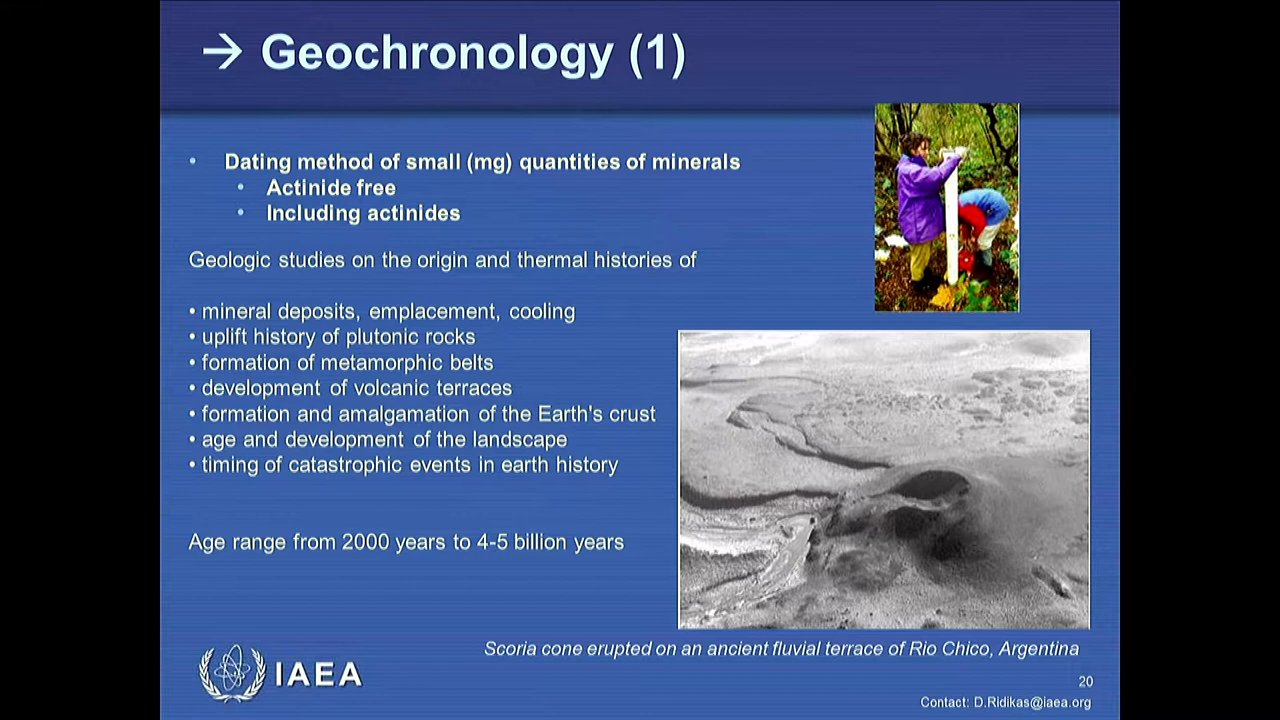 → Geochronology (1)
• Dating method of small (mg) quantities of minerals
• Actinide free
• Including actinides
Geologic studies on the origin and thermal histories of
• mineral deposits, emplacement, cooling
• uplift history of plutonic rocks
• formation of metamorphic belts
• development of volcanic terraces
• formation and amalgamation of the Earth's crust
• age and development of the landscape
• timing of catastrophic events in earth history
Age range from 2000 years to 4-5 billion years
Scoria cone erupted on an ancient fluvial terrace of Rio Chico, Argentina
IAEA
20
Contact: D.Ridikas@iaea.org